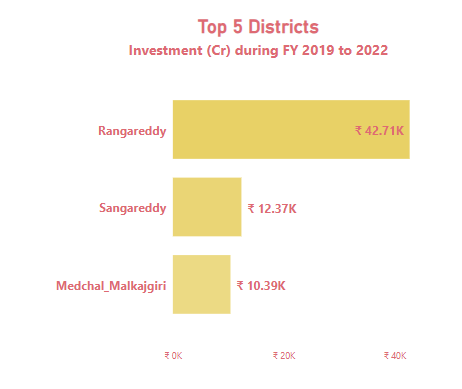 Top 5 Districts
Investment (Cr) during FY 2019 to 2022
Rangareddy
₹ 42.71K
Sangareddy
₹ 12.37K
Medchal_Malkajgiri
₹ 10.39K
₹ 0K
₹ 20K
₹ 40K